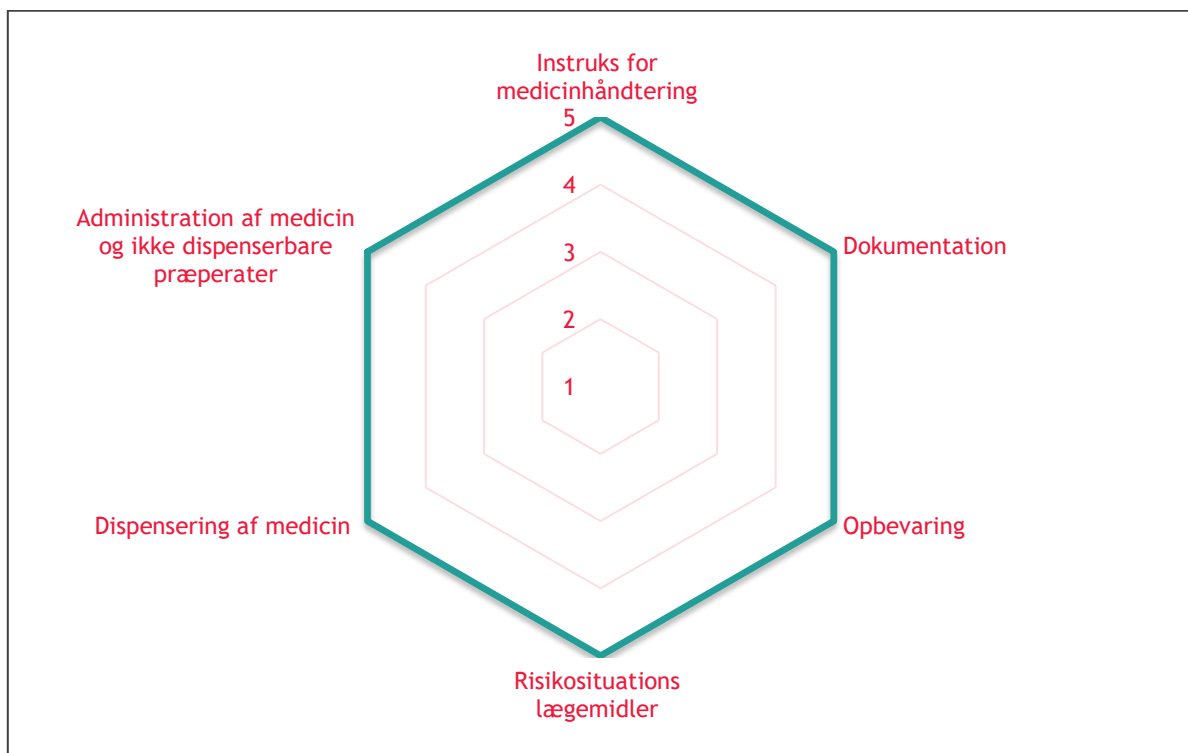 Instruks for
medicinhåndtering
5
4
Administration af medicin
og ikke dispenserbare
præperater
3
Dokumentation
2
1
Dispensering af medicin
Opbevaring
Risikosituations
lægemidler